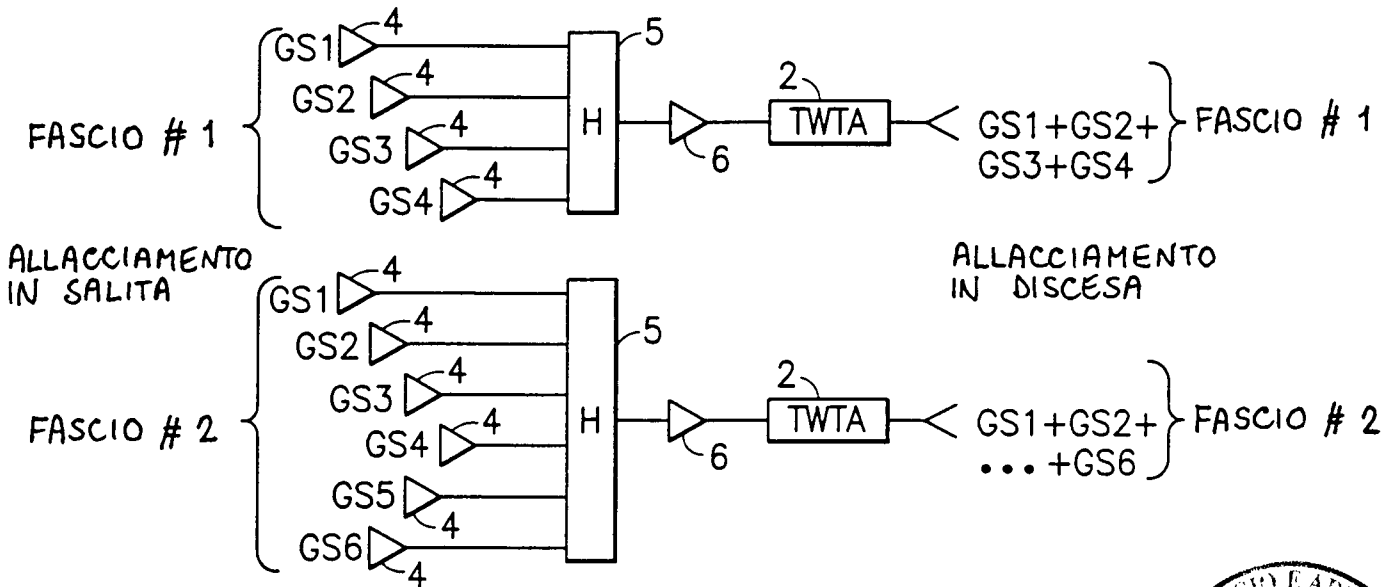 FASCIO # 1
GS1 4
GS2 4
GS3 4
GS4 4
5
H
6
2
TWTA
GS1+GS2+
GS3+GS4
FASCIO # 1
ALLACCIAMENTO
IN SALITA
ALLACCIAMENTO
IN DISCESA
FASCIO # 2
GS1 4
GS2 4
GS3 4
GS4 4
GS5 4
GS6 4
5
H
6
2
TWTA
GS1+GS2+
... +GS6
FASCIO # 2